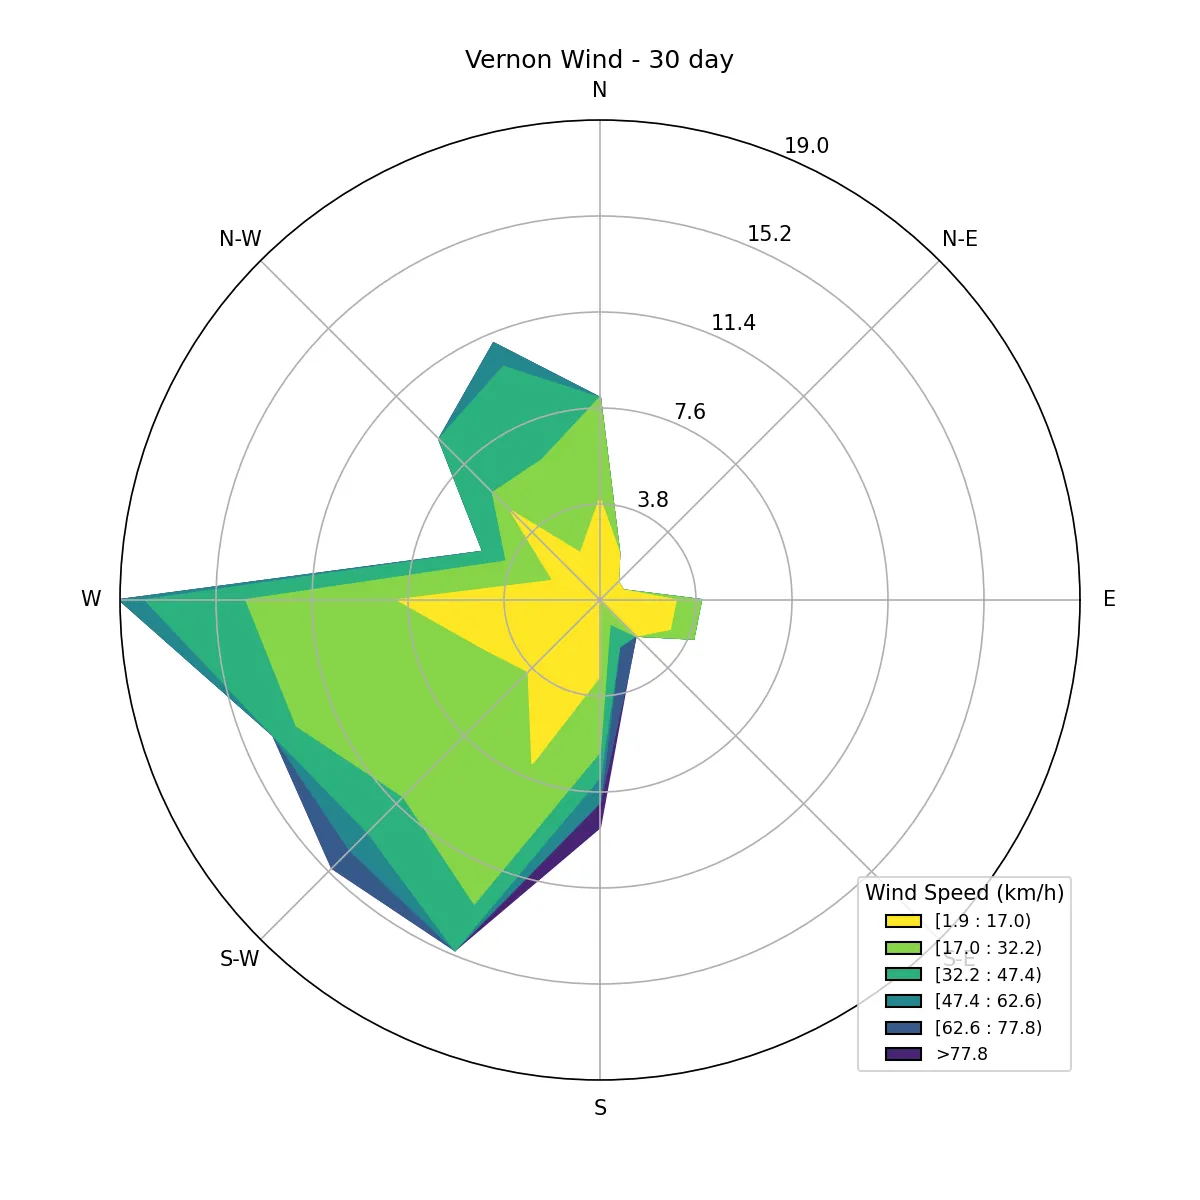 Vernon Wind - 30 day
N
19.0
15.2
N-W
N-E
11.4
7.6
3.8
W
E
Wind Speed (km/h)
[1.9 : 17.0)
[17.0 : 32.2)
S-W
S-E
[32.2 : 47.4)
[47.4 : 62.6)
[62.6 : 77.8)
>77.8
S